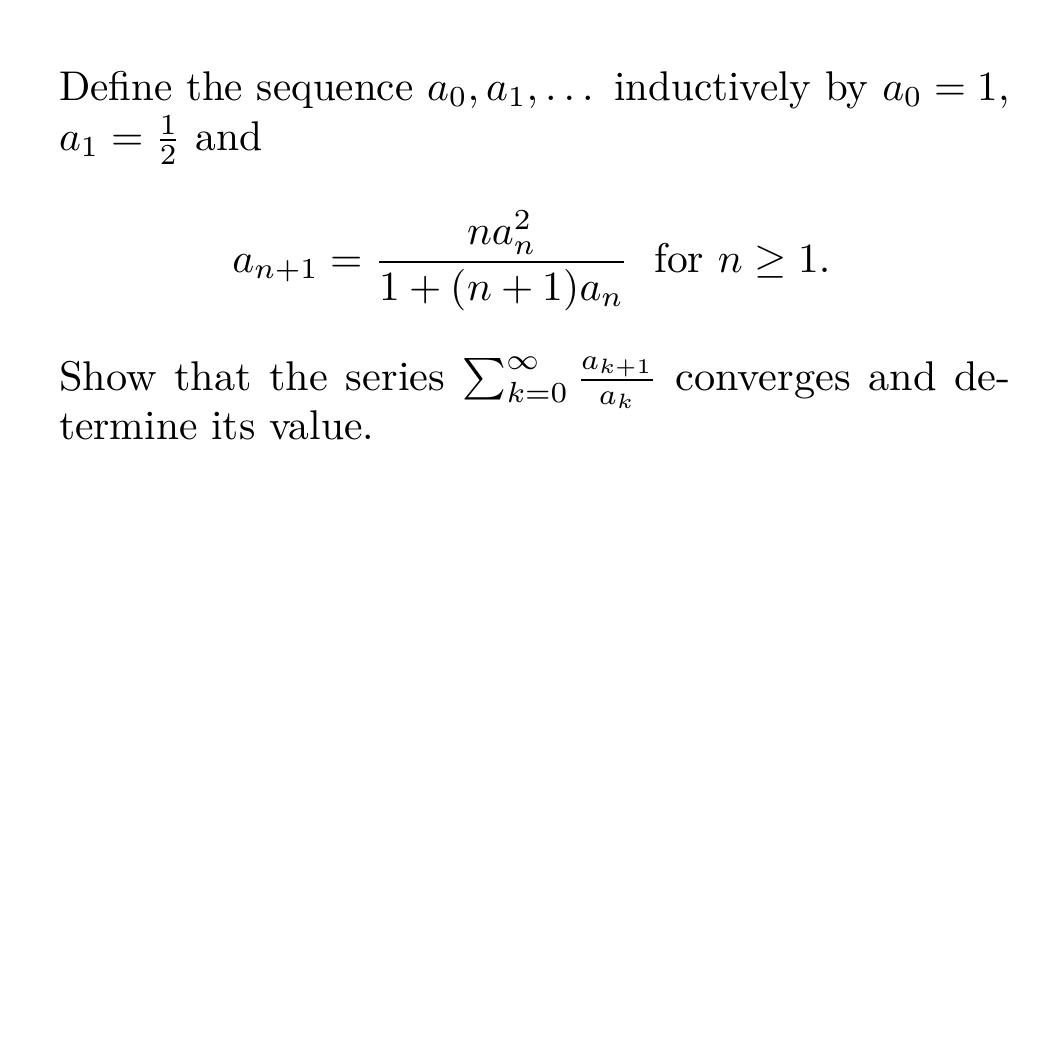 Define the sequence $a_0, a_1, \ldots$ inductively by $a_0 = 1$,
$a_1 = \frac{1}{2}$ and
$a_{n+1} = \frac{na_n^2}{1 + (n+1)a_n}$ for $n \geq 1$.
Show that the series $\sum_{k=0}^{\infty} \frac{a_{k+1}}{a_k}$ converges and de-
termine its value.